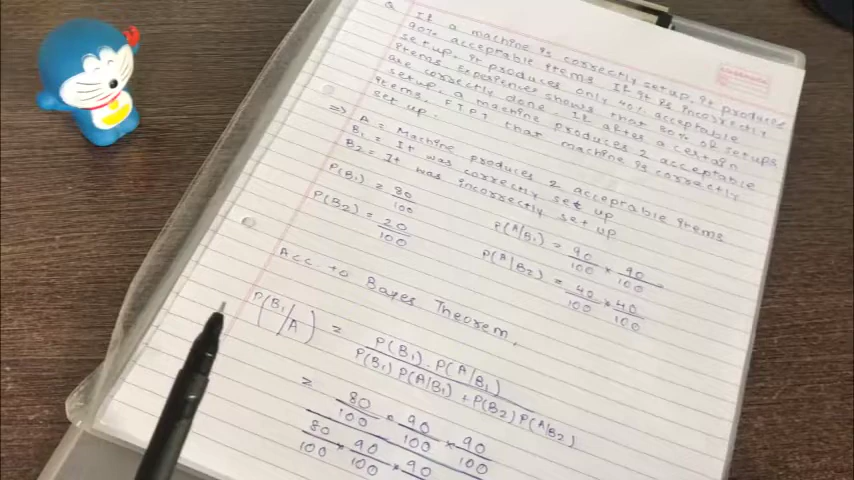 Q If a machine is correctly setup, it produces
90% acceptable items. If it is incorrectly
setup, it produces only 40% acceptable
items experience shows that 80% of setups
are correctly done. If after a certain
setup, a machine produces 2 acceptable
items. FTPT that machine is correctly
set up.
=> A = Machine produces 2 acceptable items
B1 = It was correctly set up
B2 = It was incorrectly set up
P(B1) = 80/100
P(B2) = 20/100
P(A/B1) = 90/100 × 90/100
P(A/B2) = 40/100 × 40/100
Acc to Bayes Theorem,
P(B1/A) = P(B1). P(A/B1) / P(B1) P(A/B1) + P(B2) P(A/B2)
= 80/100 × 90/100 × 90/100
80/100 × 90/100 × 90